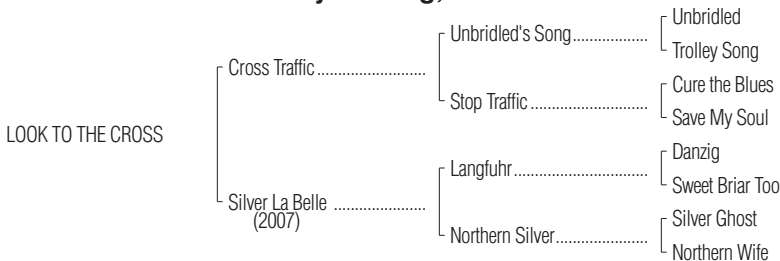 Unbridled
Unbridled's Song..................
Trolley Song
Cross Traffic..........................
Cure the Blues
Stop Traffic............................
Save My Soul
LOOK TO THE CROSS
Danzig
Langfuhr................................
Sweet Briar Too
Silver La Belle ......................
(2007)
Silver Ghost
Northern Silver......................
Northern Wife